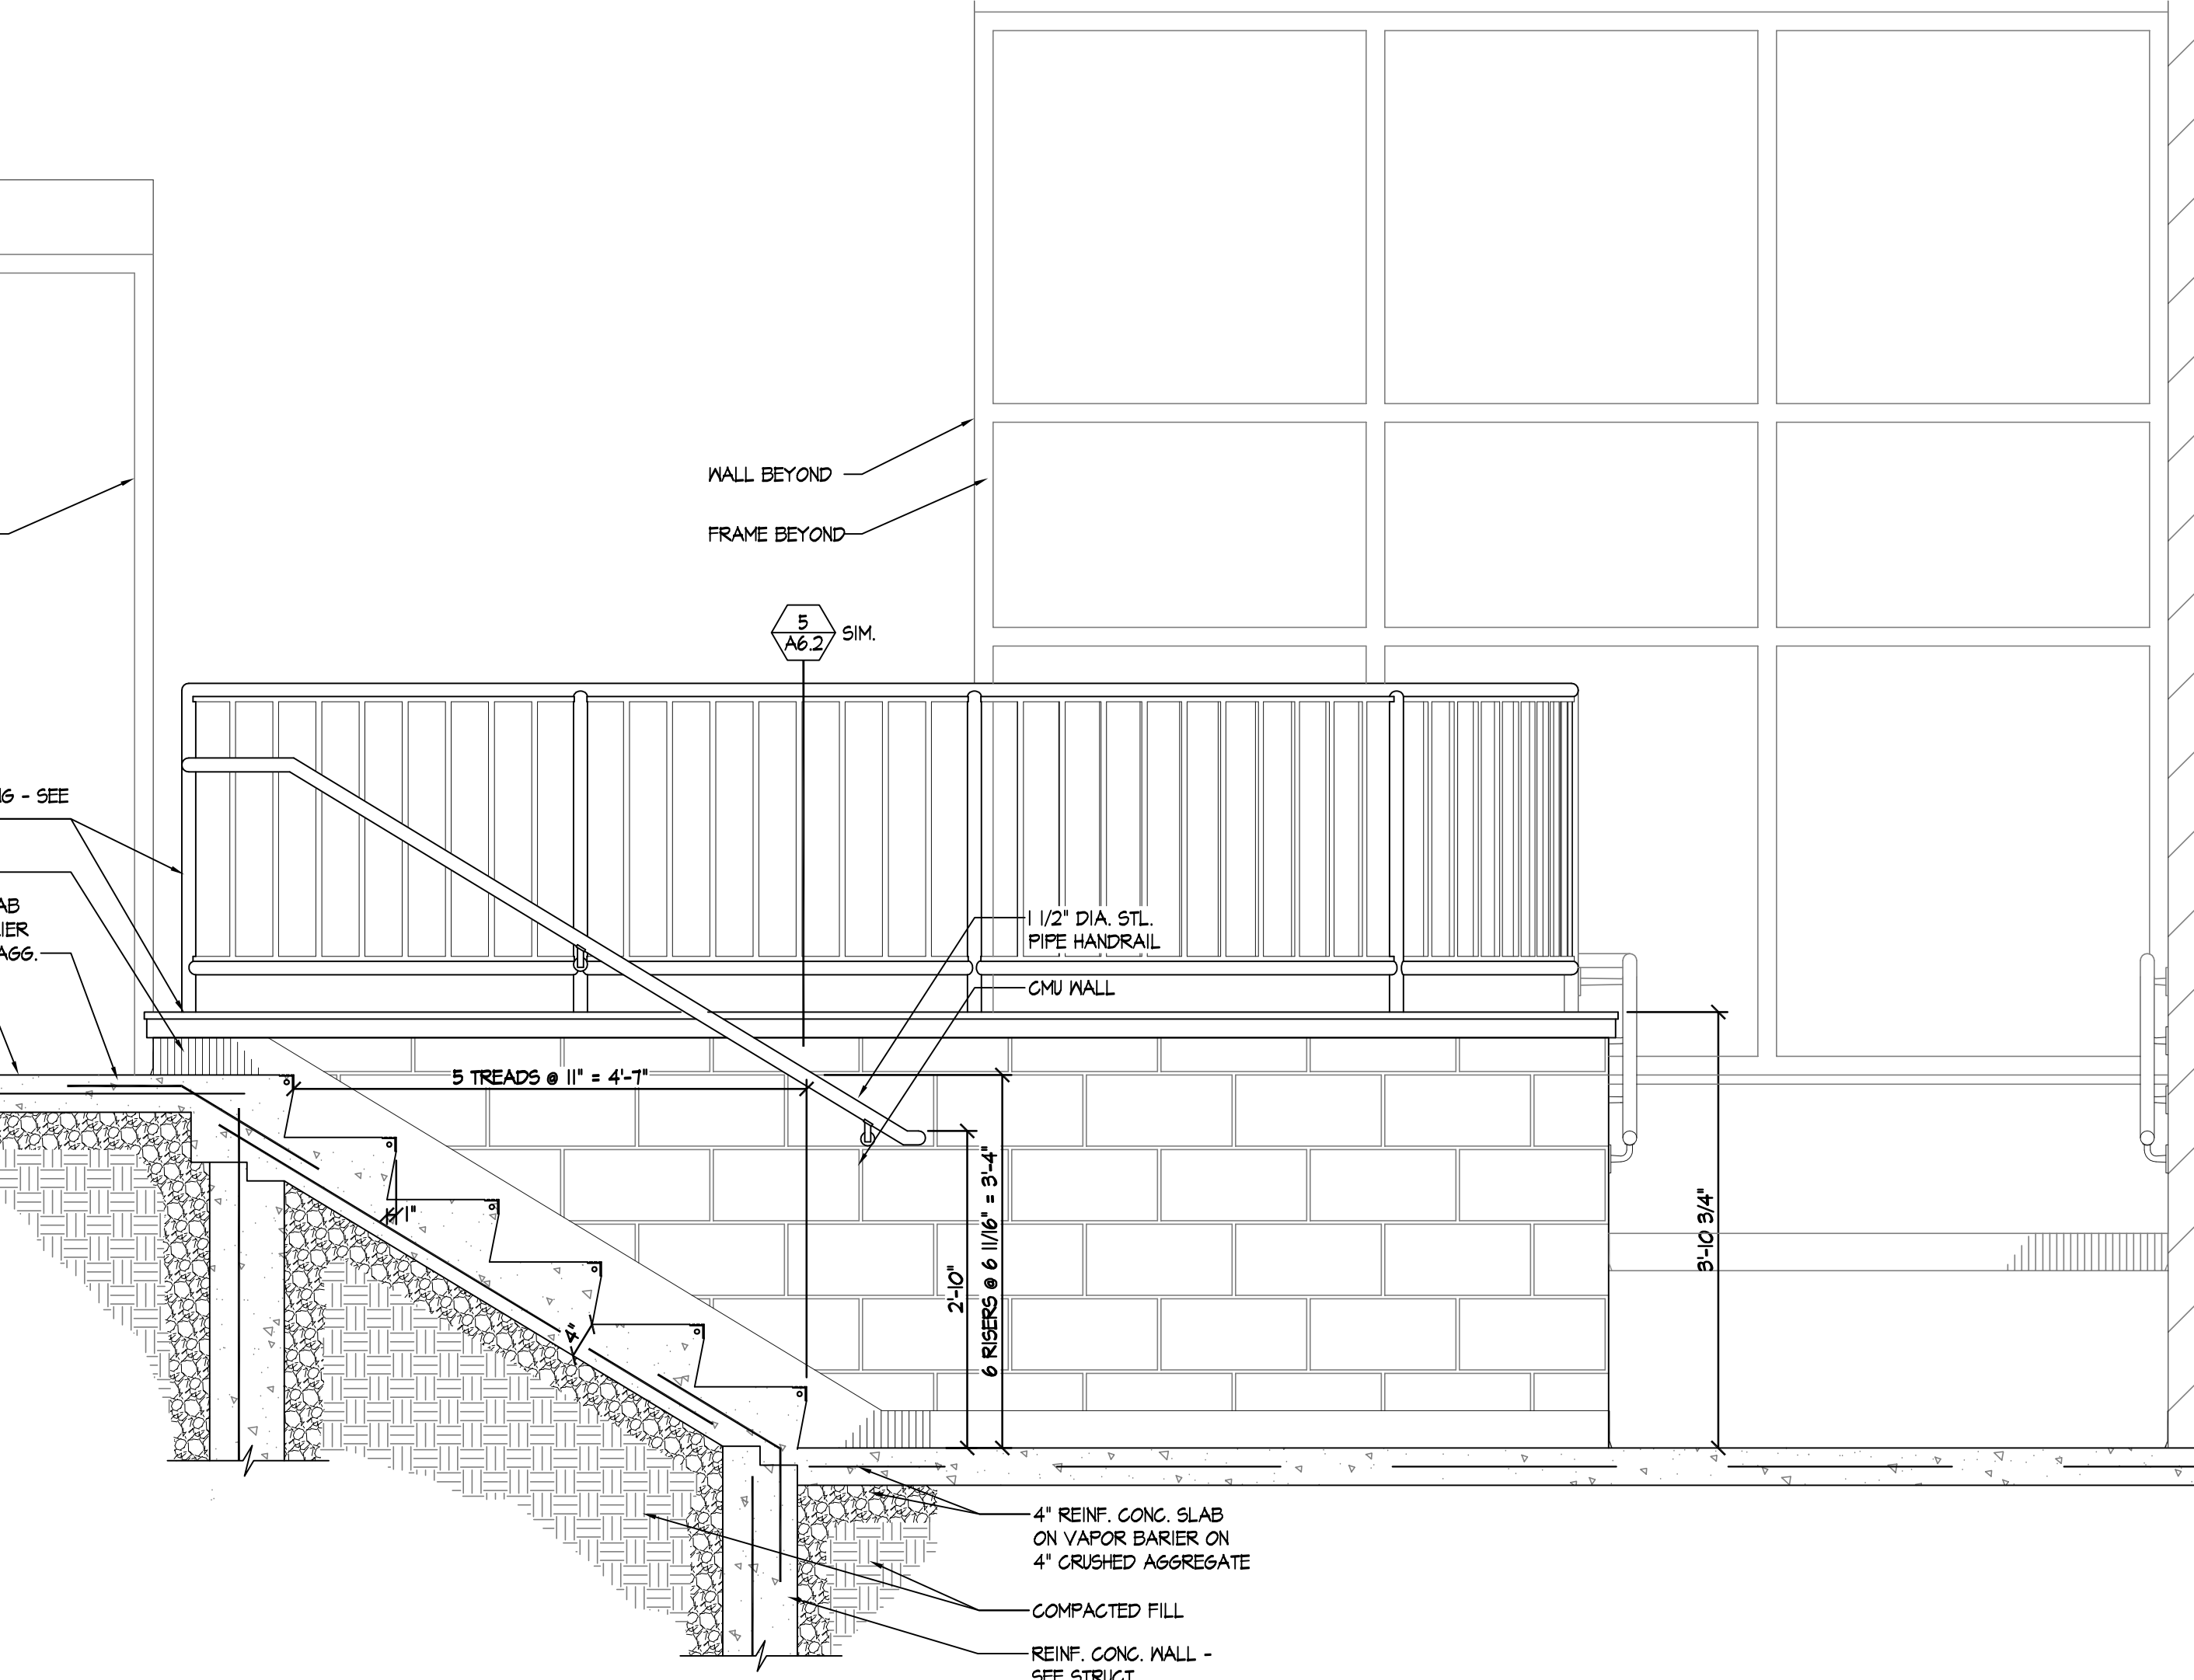 WALL BEYOND
FRAME BEYOND
5
A6.2
SIM.
G - SEE
AB
IER
AGG.
1 1/2" DIA. STL.
PIPE HANDRAIL
CMU WALL
5 TREADS @ 11" = 4'-7"
1"
4"
2'-10"
6 RISERS @ 6 11/16" = 3'-4"
3'-10 3/4"
4" REINF. CONC. SLAB
ON VAPOR BARIER ON
4" CRUSHED AGGREGATE
COMPACTED FILL
REINF. CONC. WALL -
SEE STRUCT.